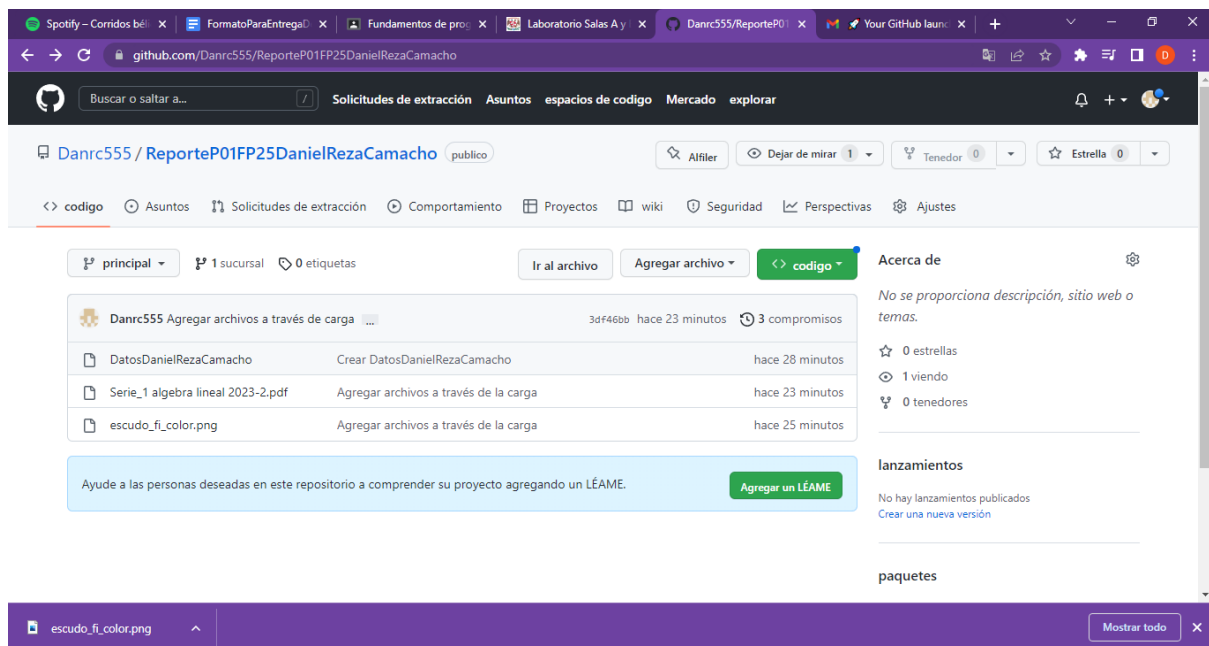 Spotify – Corridos béli
FormatoParaEntregaD
Fundamentos de prog
Laboratorio Salas A y
Danrc555/ReporteP01
Your GitHub launc
github.com/Danrc555/ReporteP01FP25DanielRezaCamacho
D
Buscar o saltar a...
/
Solicitudes de extracción Asuntos espacios de codigo Mercado explorar
Danrc555 / ReporteP01FP25DanielRezaCamacho publico
Alfiler
Dejar de mirar 1
Tenedor 0
Estrella 0
<> codigo Asuntos Solicitudes de extracción Comportamiento Proyectos wiki Seguridad Perspectivas Ajustes
principal 1 sucursal 0 etiquetas
Ir al archivo
Agregar archivo
<> codigo
Danrc555 Agregar archivos a través de carga ... 3df46bb hace 23 minutos 3 compromisos
DatosDanielRezaCamacho Crear DatosDanielRezaCamacho hace 28 minutos
Serie_1 algebra lineal 2023-2.pdf Agregar archivos a través de la carga hace 23 minutos
escudo_fi_color.png Agregar archivos a través de la carga hace 25 minutos
Ayude a las personas deseadas en este repositorio a comprender su proyecto agregando un LÉAME.
Agregar un LÉAME
Acerca de
No se proporciona descripción, sitio web o
temas.
0 estrellas
1 viendo
0 tenedores
lanzamientos
No hay lanzamientos publicados
Crear una nueva versión
paquetes
escudo_fi_color.png
Mostrar todo